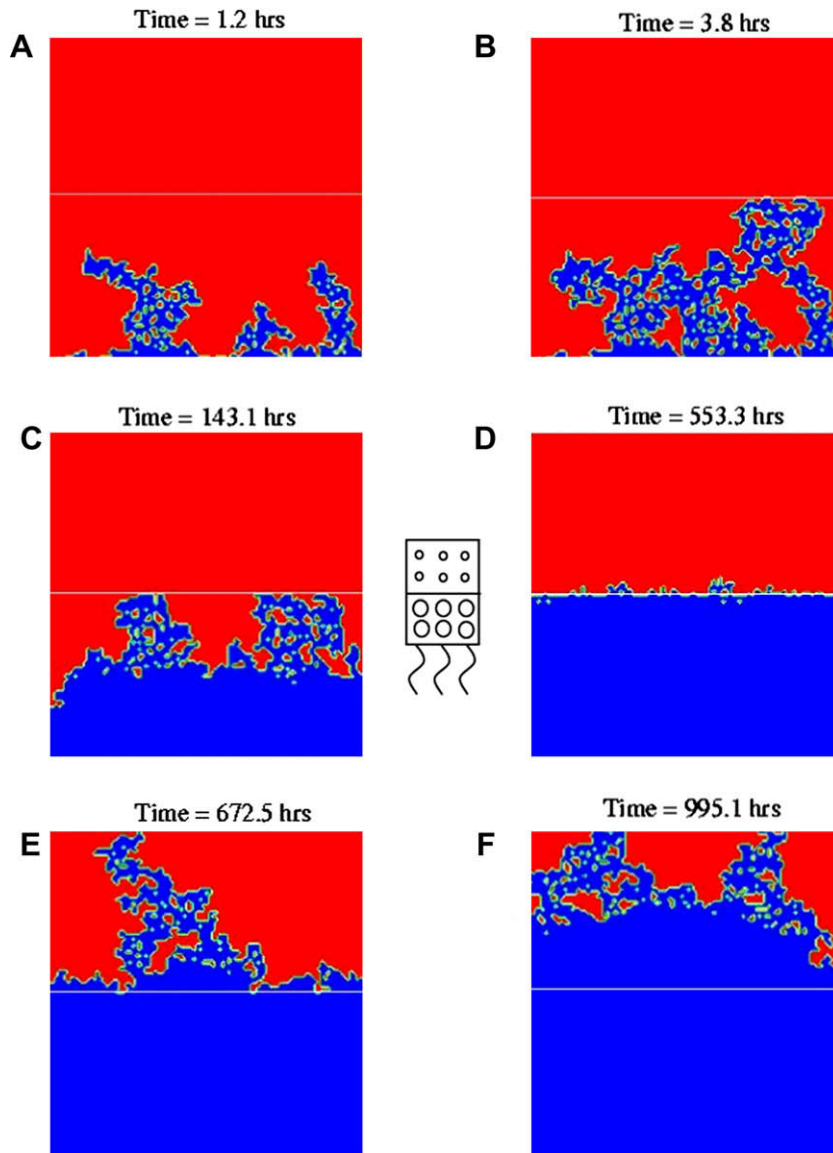 Time = 1.2 hrs
A
Time = 3.8 hrs
B
Time = 143.1 hrs
C
Time = 553.3 hrs
D
Time = 672.5 hrs
E
Time = 995.1 hrs
F